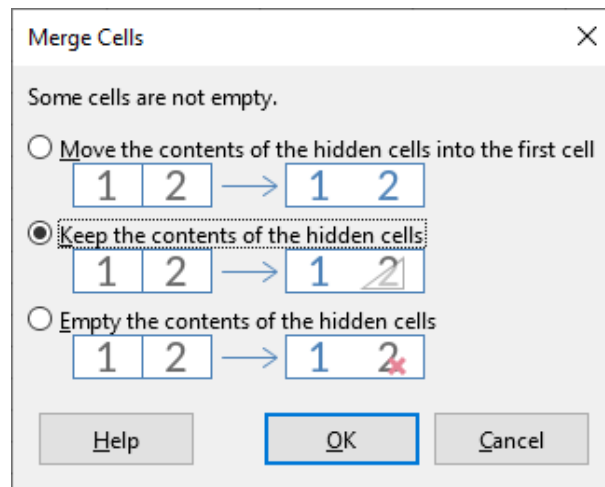 Merge Cells
Some cells are not empty.
Move the contents of the hidden cells into the first cell
1 2 1 2
Keep the contents of the hidden cells
1 2 1 2
Empty the contents of the hidden cells
1 2 1 2
Help OK Cancel